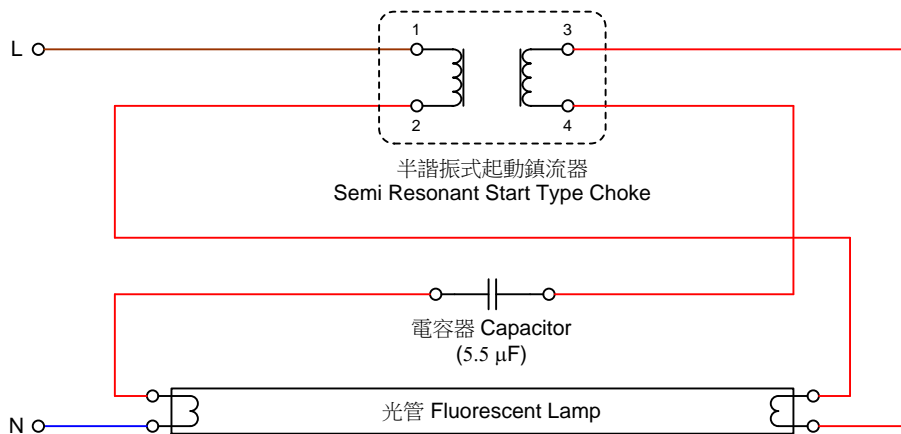 1
3
L
2
4
半諧振式起動鎮流器
Semi Resonant Start Type Choke
電容器 Capacitor
(5.5 μF)
光管 Fluorescent Lamp
N